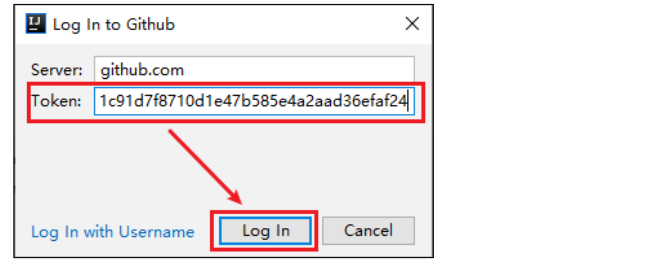 IJ Log In to Github
Server: github.com
Token: 1c91d7f8710d1e47b585e4a2aad36efaf24
Log In with Username Log In Cancel